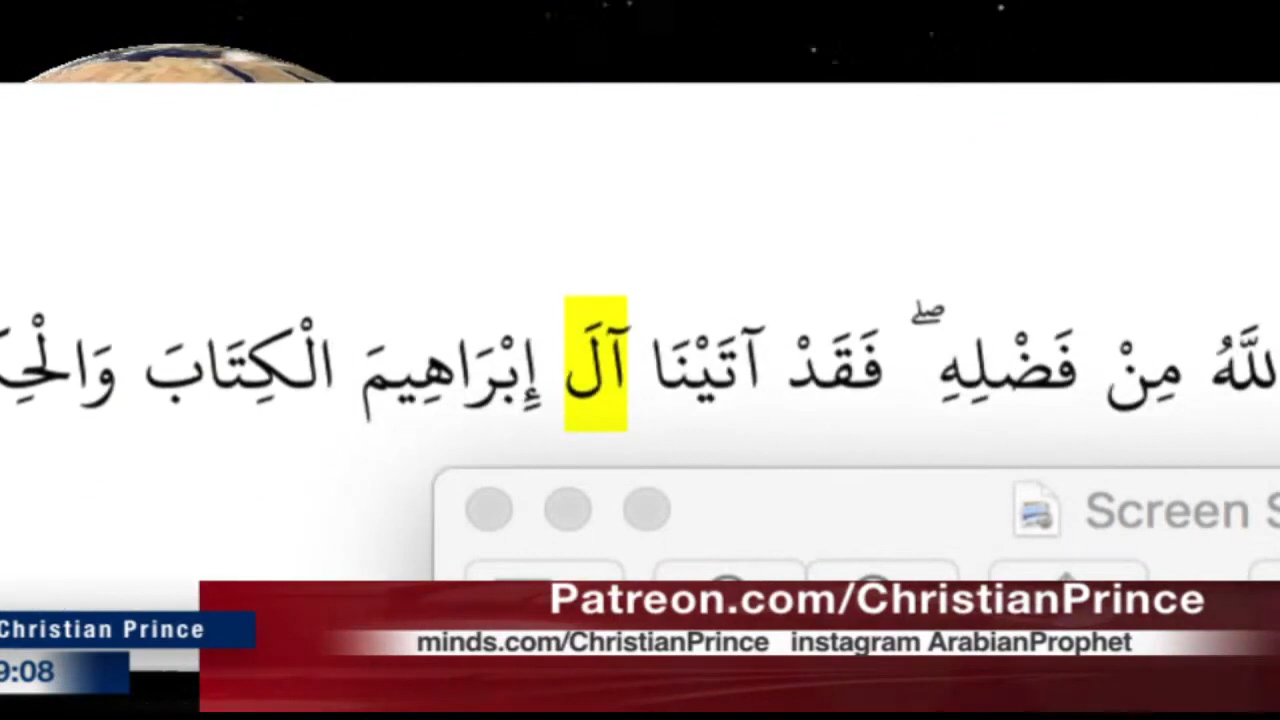 للَّهُ مِنْ فَضْلِهِ ۖ فَقَدْ آتَيْنَا آلَ إِبْرَاهِيمَ الْكِتَابَ وَالْحِكَ
Screen S
Patreon.com/ChristianPrince
Christian Prince
minds.com/ChristianPrince instagram ArabianProphet
9:08